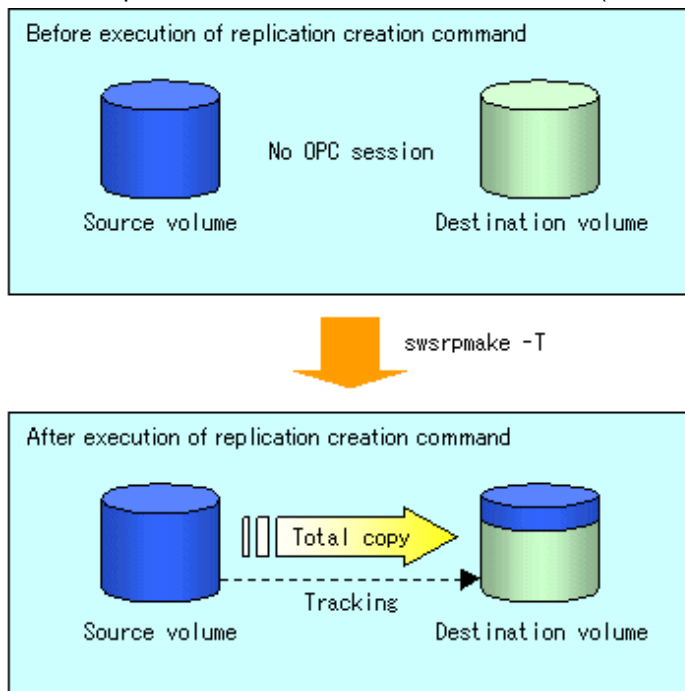 Before execution of replication creation command
No OPC session
Source volume
Destination volume
swsrpmake -T
After execution of replication creation command
Total copy
Tracking
Source volume
Destination volume